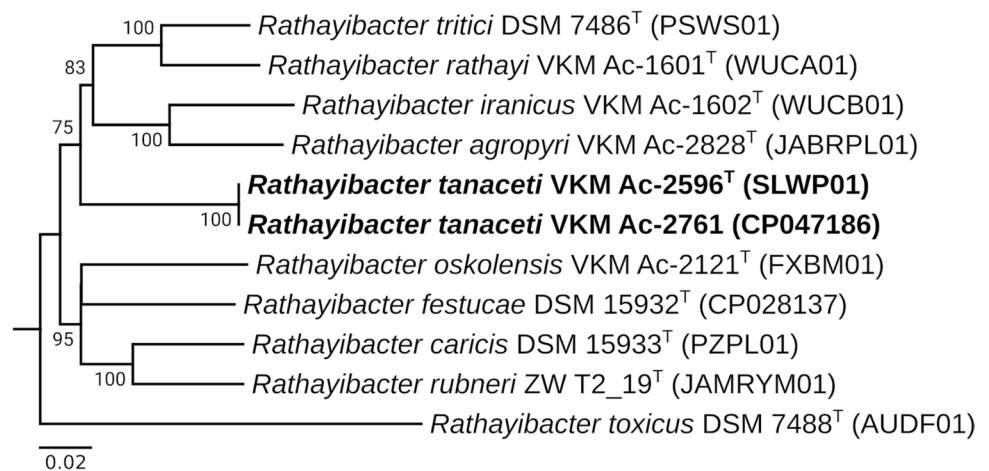 100 Rathayibacter tritici DSM 7486ᵀ (PSWS01)
83 Rathayibacter rathayi VKM Ac-1601ᵀ (WUCA01)
Rathayibacter iranicus VKM Ac-1602ᵀ (WUCB01)
75 100 Rathayibacter agropyri VKM Ac-2828ᵀ (JABRPL01)
Rathayibacter tanaceti VKM Ac-2596ᵀ (SLWP01)
100 Rathayibacter tanaceti VKM Ac-2761 (CP047186)
Rathayibacter oskolensis VKM Ac-2121ᵀ (FXBM01)
Rathayibacter festucae DSM 15932ᵀ (CP028137)
95 Rathayibacter caricis DSM 15933ᵀ (PZPL01)
100 Rathayibacter rubneri ZW T2_19ᵀ (JAMRYM01)
Rathayibacter toxicus DSM 7488ᵀ (AUDF01)
0.02